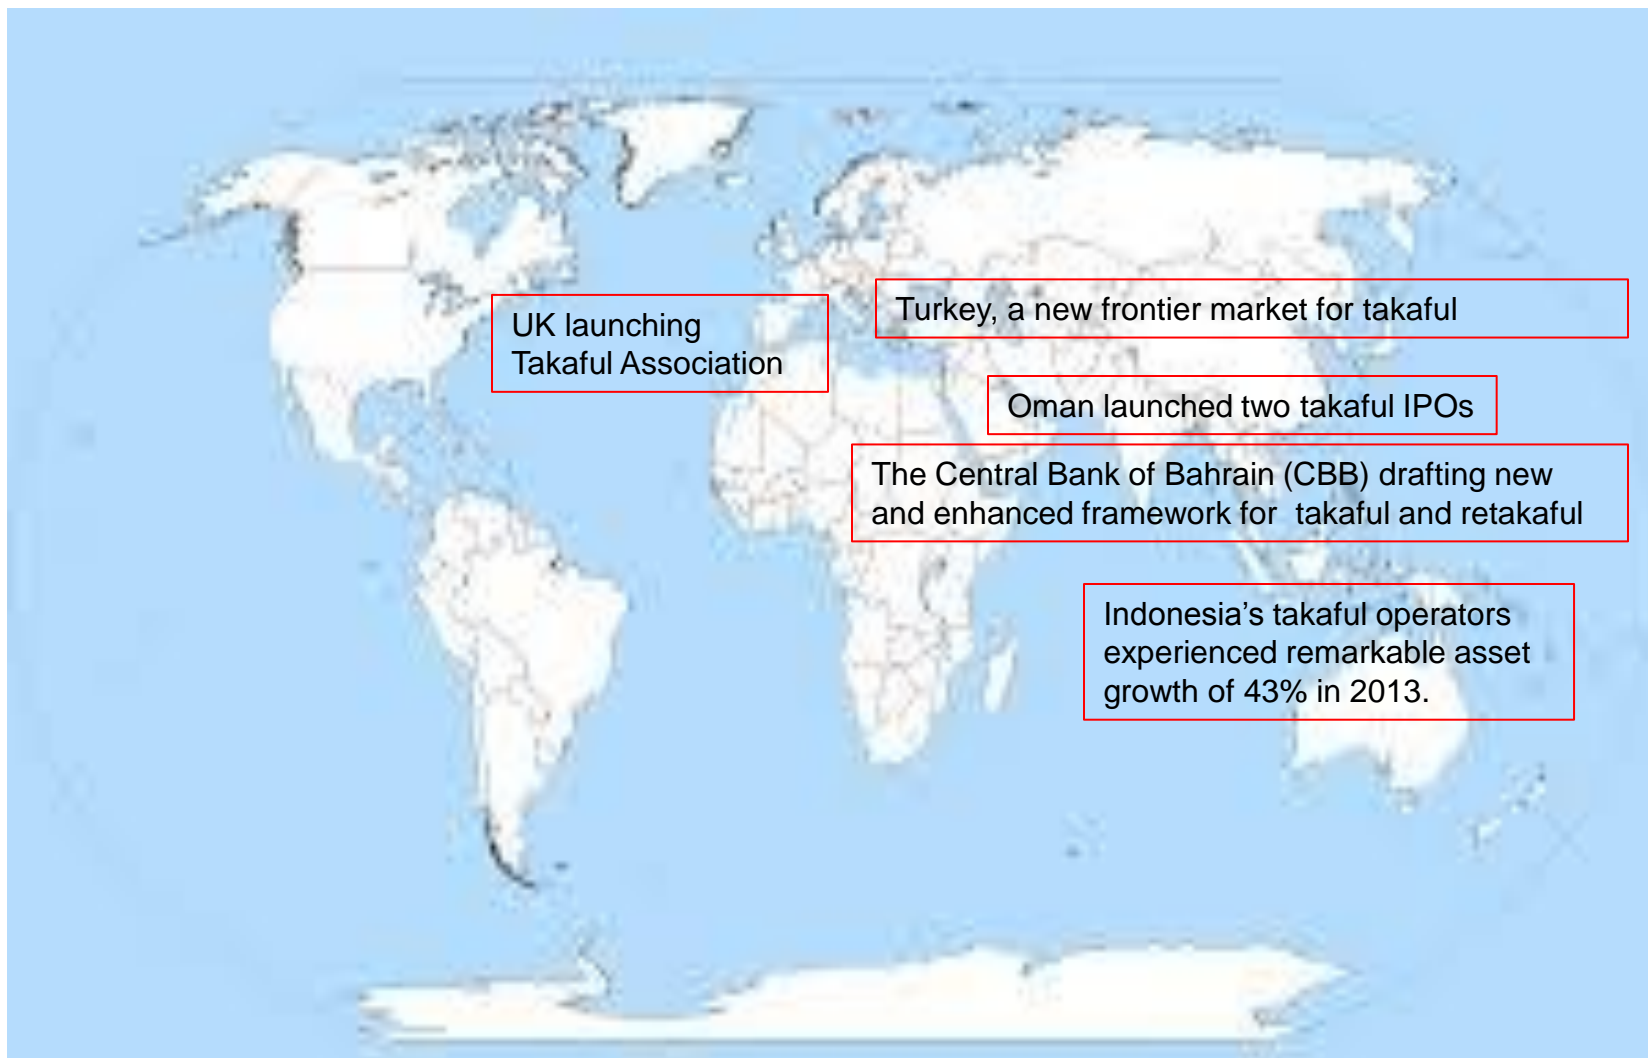 UK launching
Takaful Association
Turkey, a new frontier market for takaful
Oman launched two takaful IPOs
The Central Bank of Bahrain (CBB) drafting new
and enhanced framework for takaful and retakaful
Indonesia’s takaful operators
experienced remarkable asset
growth of 43% in 2013.